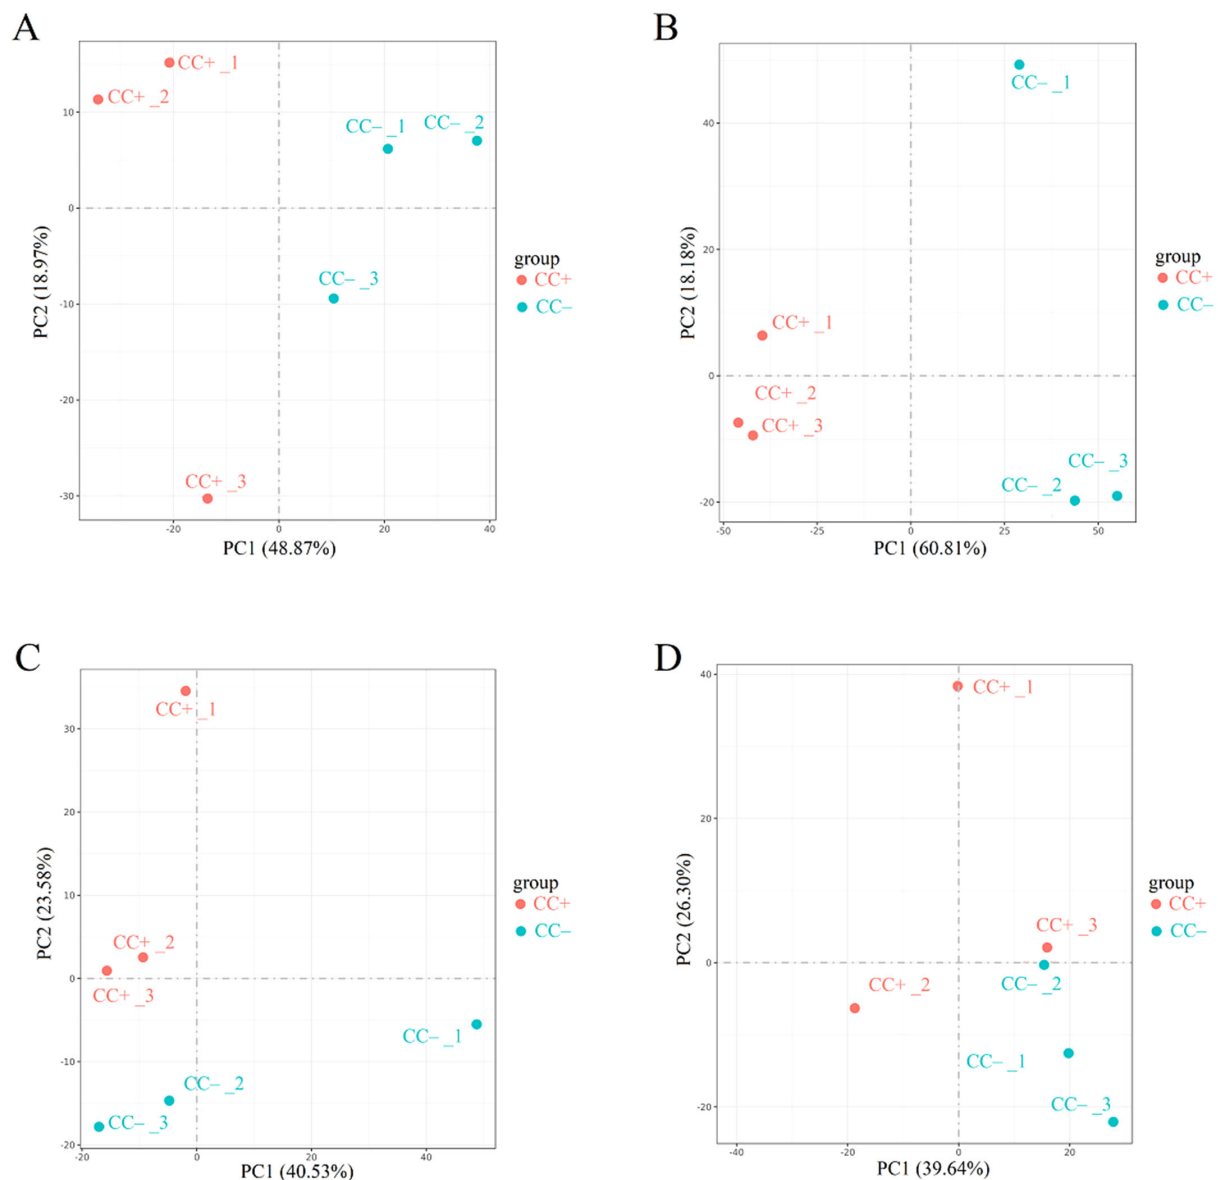 A
CC+ _1
CC+ _2
CC– _1
CC– _2
CC– _3
CC+ _3
10
0
-10
-20
-30
-20
0
20
40
PC1 (48.87%)
PC2 (18.97%)
group
CC+
CC–
B
CC– _1
CC+ _1
CC+ _2
CC+ _3
CC– _3
CC– _2
40
20
0
-20
-50
-25
0
25
50
PC1 (60.81%)
PC2 (18.18%)
group
CC+
CC–
C
CC+ _1
CC+ _2
CC+ _3
CC– _1
CC– _2
CC– _3
30
20
10
0
-10
-20
-20
0
20
40
PC1 (40.53%)
PC2 (23.58%)
group
CC+
CC–
D
CC+ _1
CC+ _3
CC+ _2
CC– _2
CC– _1
CC– _3
40
20
0
-20
-40
-20
0
20
PC1 (39.64%)
PC2 (26.30%)
group
CC+
CC–